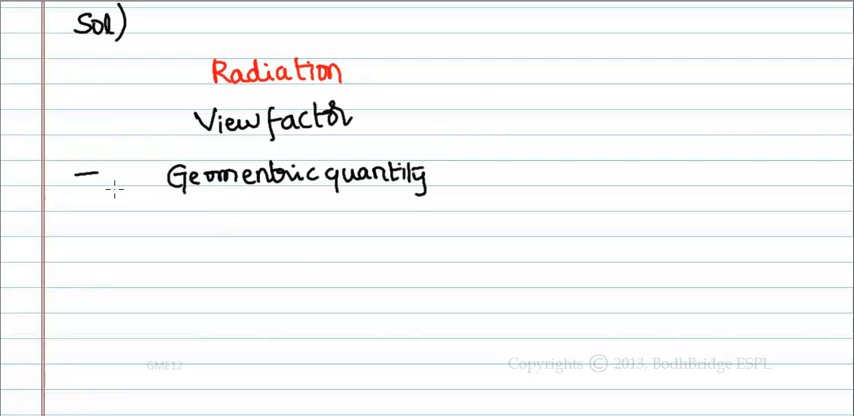 Sol)
Radiation
View factor
— Geomentric quantity
GME12
Copyrights © 2013, BodhBridge ESPL